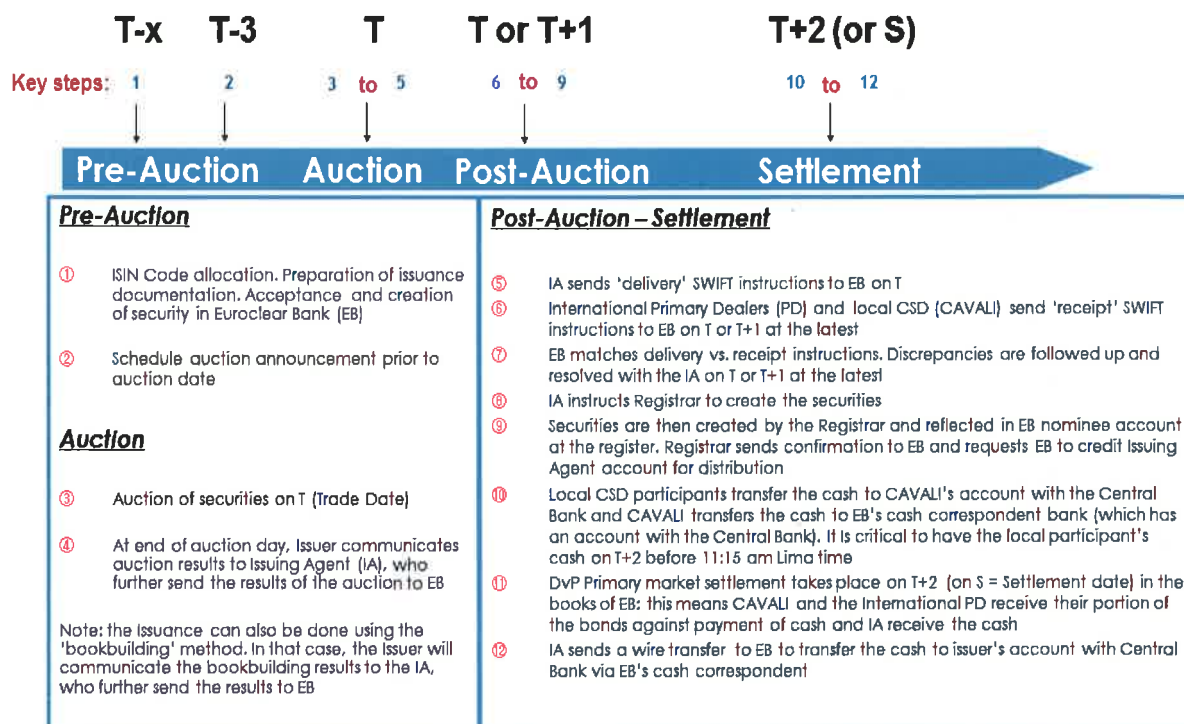 T-x T-3 T T or T+1 T+2 (or S)
Key steps: 1 2 3 to 5 6 to 9 10 to 12
Pre-Auction Auction Post-Auction Settlement
Pre-Auction
① ISIN Code allocation. Preparation of issuance
documentation. Acceptance and creation
of security in Euroclear Bank (EB)
② Schedule auction announcement prior to
auction date
Auction
③ Auction of securities on T (Trade Date)
④ At end of auction day, Issuer communicates
auction results to Issuing Agent (IA), who
further send the results of the auction to EB
Note: the Issuance can also be done using the
'bookbuilding' method. In that case, the Issuer will
communicate the bookbuilding results to the IA,
who further send the results to EB
Post-Auction – Settlement
⑤ IA sends 'delivery' SWIFT instructions to EB on T
⑥ International Primary Dealers (PD) and local CSD (CAVALI) send 'receipt' SWIFT
instructions to EB on T or T+1 at the latest
⑦ EB matches delivery vs. receipt instructions. Discrepancies are followed up and
resolved with the IA on T or T+1 at the latest
⑧ IA instructs Registrar to create the securities
⑨ Securities are then created by the Registrar and reflected in EB nominee account
at the register. Registrar sends confirmation to EB and requests EB to credit Issuing
Agent account for distribution
⑩ Local CSD participants transfer the cash to CAVALI's account with the Central
Bank and CAVALI transfers the cash to EB's cash correspondent bank (which has
an account with the Central Bank). It is critical to have the local participant's
cash on T+2 before 11:15 am Lima time
⑪ DvP Primary market settlement takes place on T+2 (on S = Settlement date) in the
books of EB: this means CAVALI and the International PD receive their portion of
the bonds against payment of cash and IA receive the cash
⑫ IA sends a wire transfer to EB to transfer the cash to issuer's account with Central
Bank via EB's cash correspondent